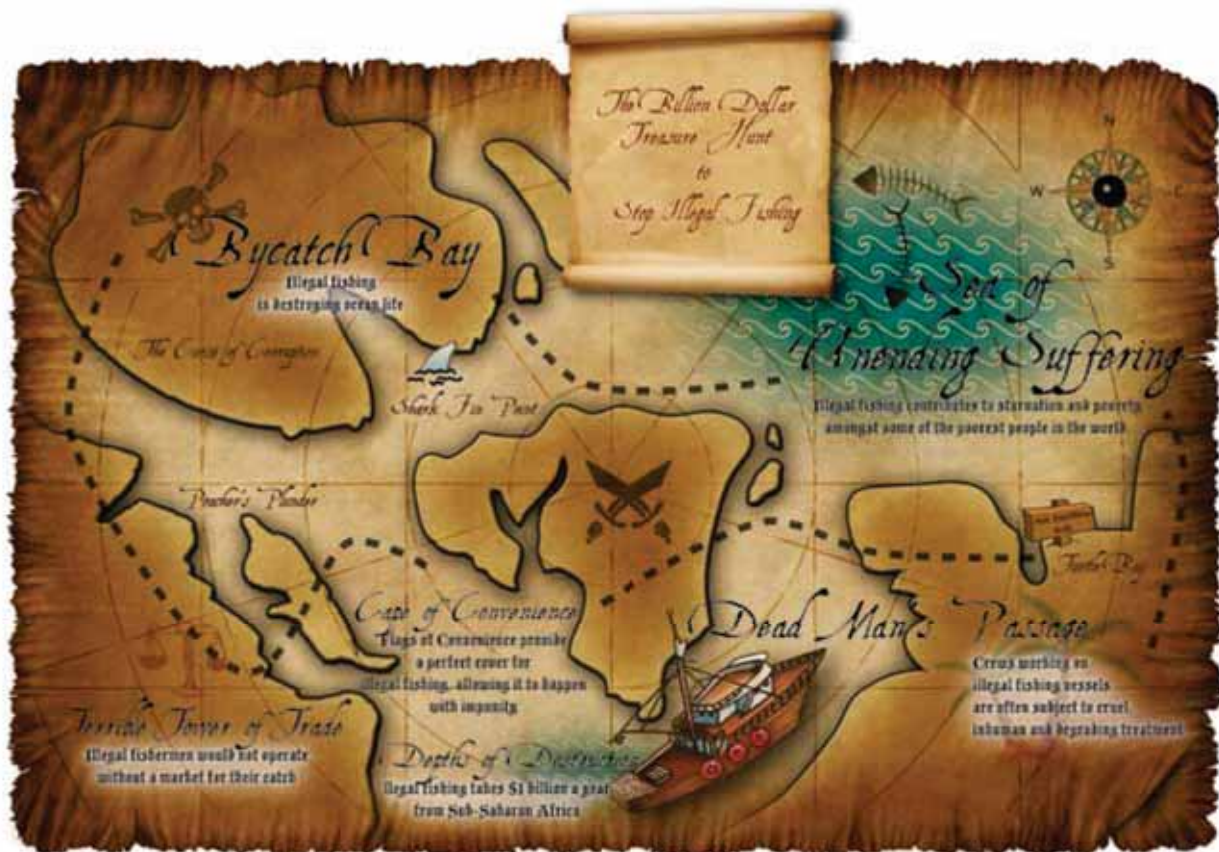 The Billion Dollar
Treasure Hunt
to
Stop Illegal Fishing
N
W
S
Bycatch Bay
Illegal fishing
is destroying ocean life
The Curse of Corruption
Shark Fin Point
Sea of
Unending Suffering
Illegal fishing contributes to starvation and poverty
amongst some of the poorest people in the world
Poacher's Plunder
Turtle Bay
Cape of Convenience
Flags of Convenience provide
a perfect cover for
illegal fishing, allowing it to happen
with impunity
Dead Man's Passage
Crews working on
illegal fishing vessels
are often subject to cruel,
inhuman and degrading treatment
Terrible Tower of Trade
Illegal fishermen would not operate
without a market for their catch
Depths of Destruction
Illegal fishing takes $1 billion a year
from Sub-Saharan Africa